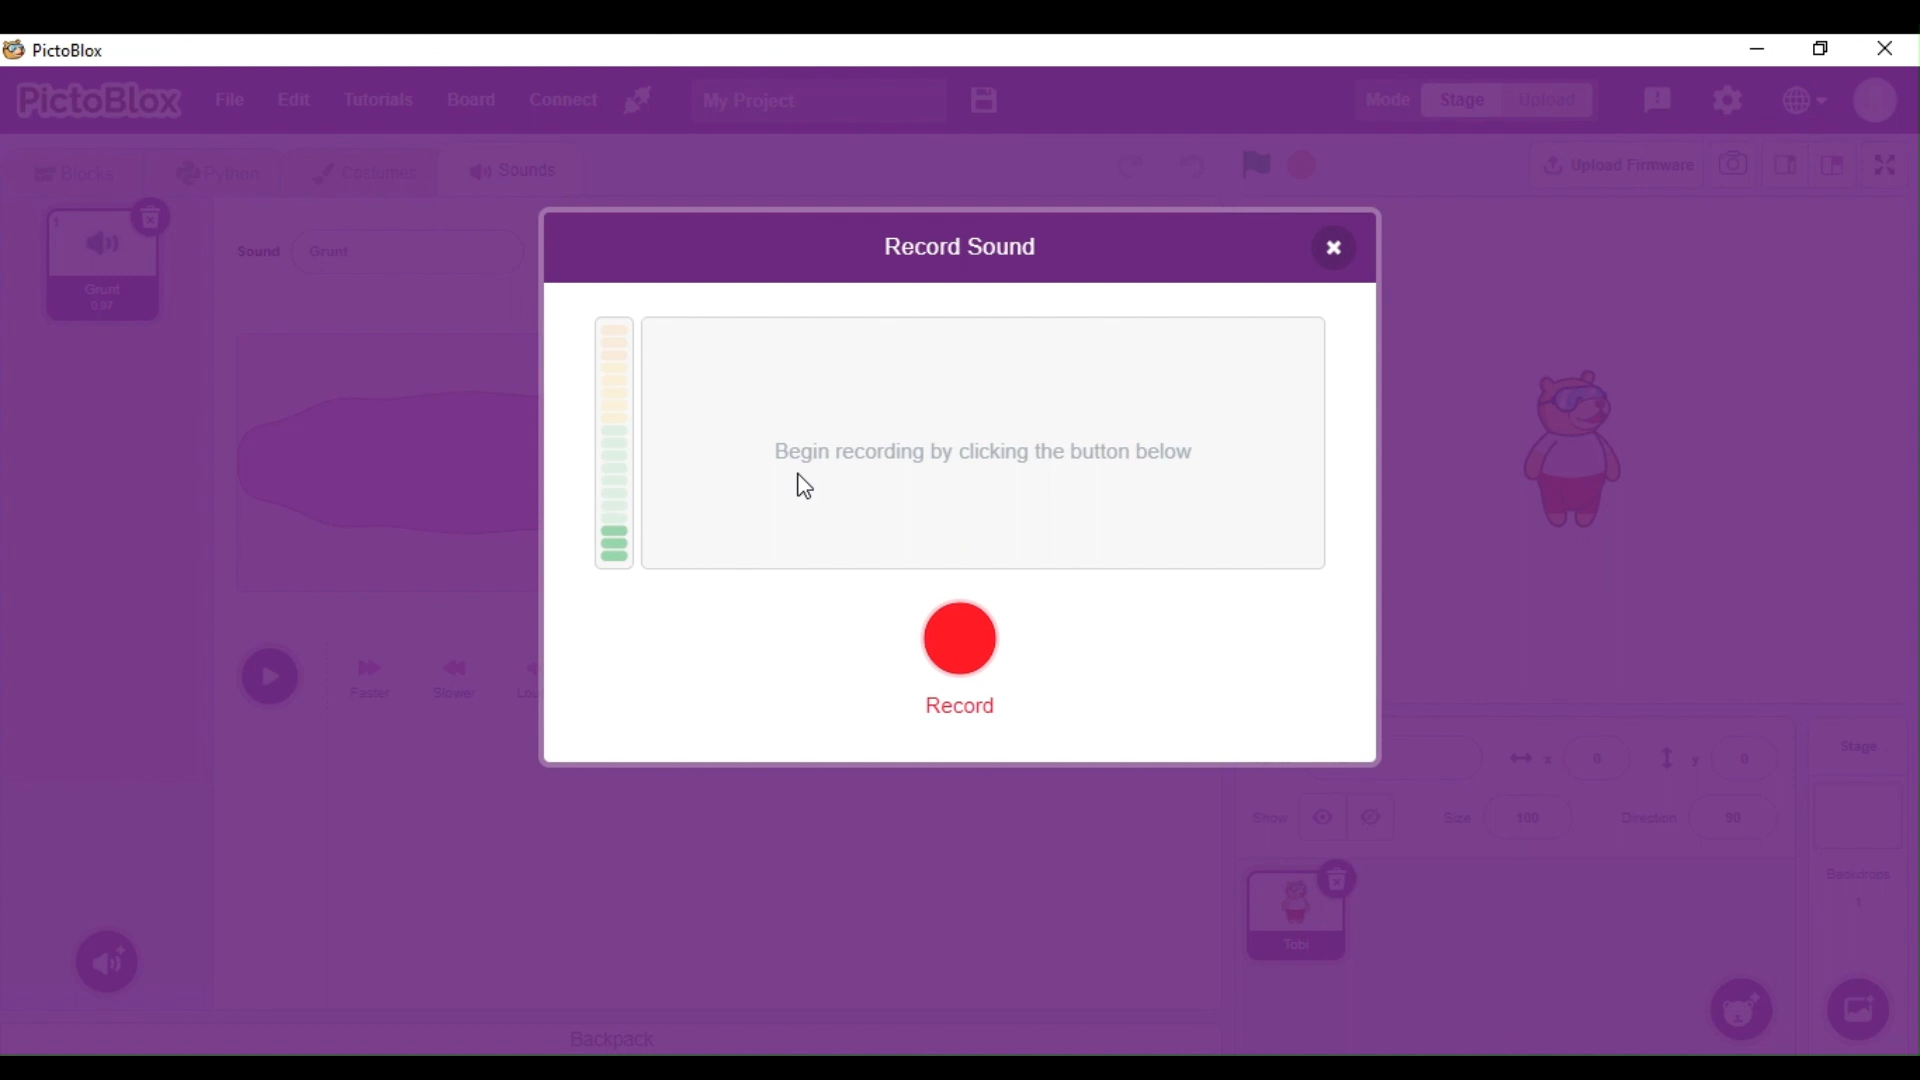 PictoBlox
PictoBlox File Edit Tutorials Board Connect My Project Mode Stage Upload
Blocks Python Costumes Sounds Upload Firmware
1
Grunt
0.97
Sound Grunt
Record Sound
Begin recording by clicking the button below
Record
Faster Slower
x 0 y 0
Show Size 100 Direction 90
Tobi
Stage
Backdrops
1
Backpack